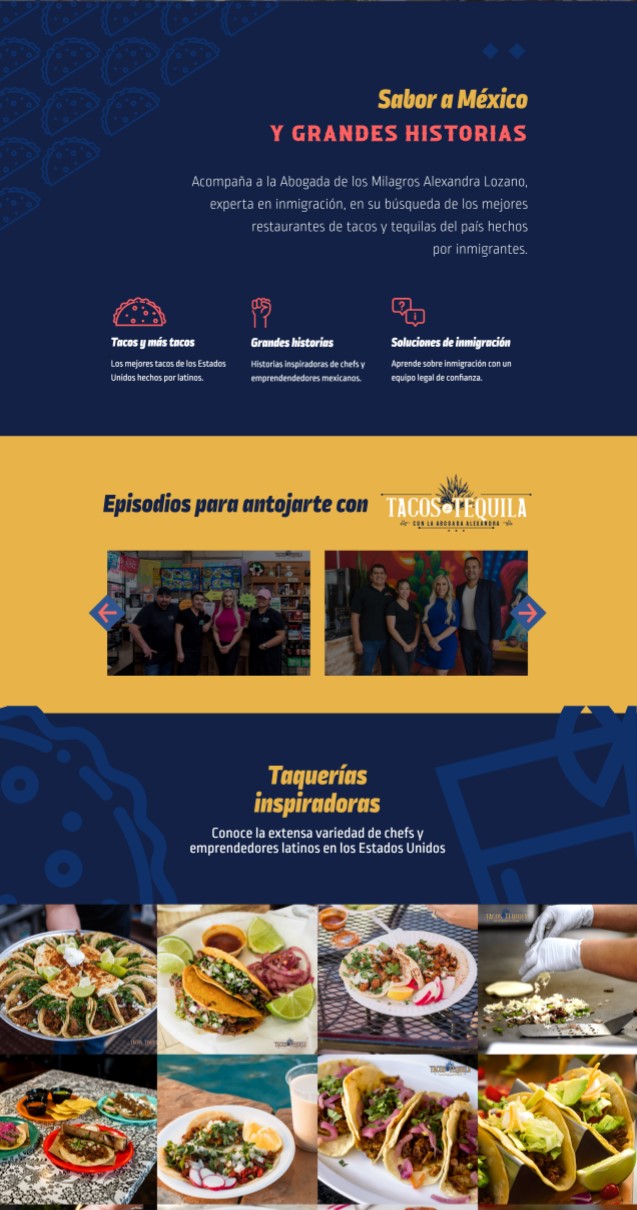 Sabor a México
Y GRANDES HISTORIAS
Acompaña a la Abogada de los Milagros Alexandra Lozano,
experta en inmigración, en su búsqueda de los mejores
restaurantes de tacos y tequilas del país hechos
por inmigrantes.
Tacos y más tacos
Los mejores tacos de los Estados
Unidos hechos por latinos.
Grandes historias
Historias inspiradoras de chefs y
emprendendedores mexicanos.
Soluciones de inmigración
Aprende sobre inmigración con un
equipo legal de confianza.
Episodios para antojarte con
TACOS & TEQUILA
CON LA ABOGADA ALEXANDRA
Taquerías
inspiradoras
Conoce la extensa variedad de chefs y
emprendedores latinos en los Estados Unidos